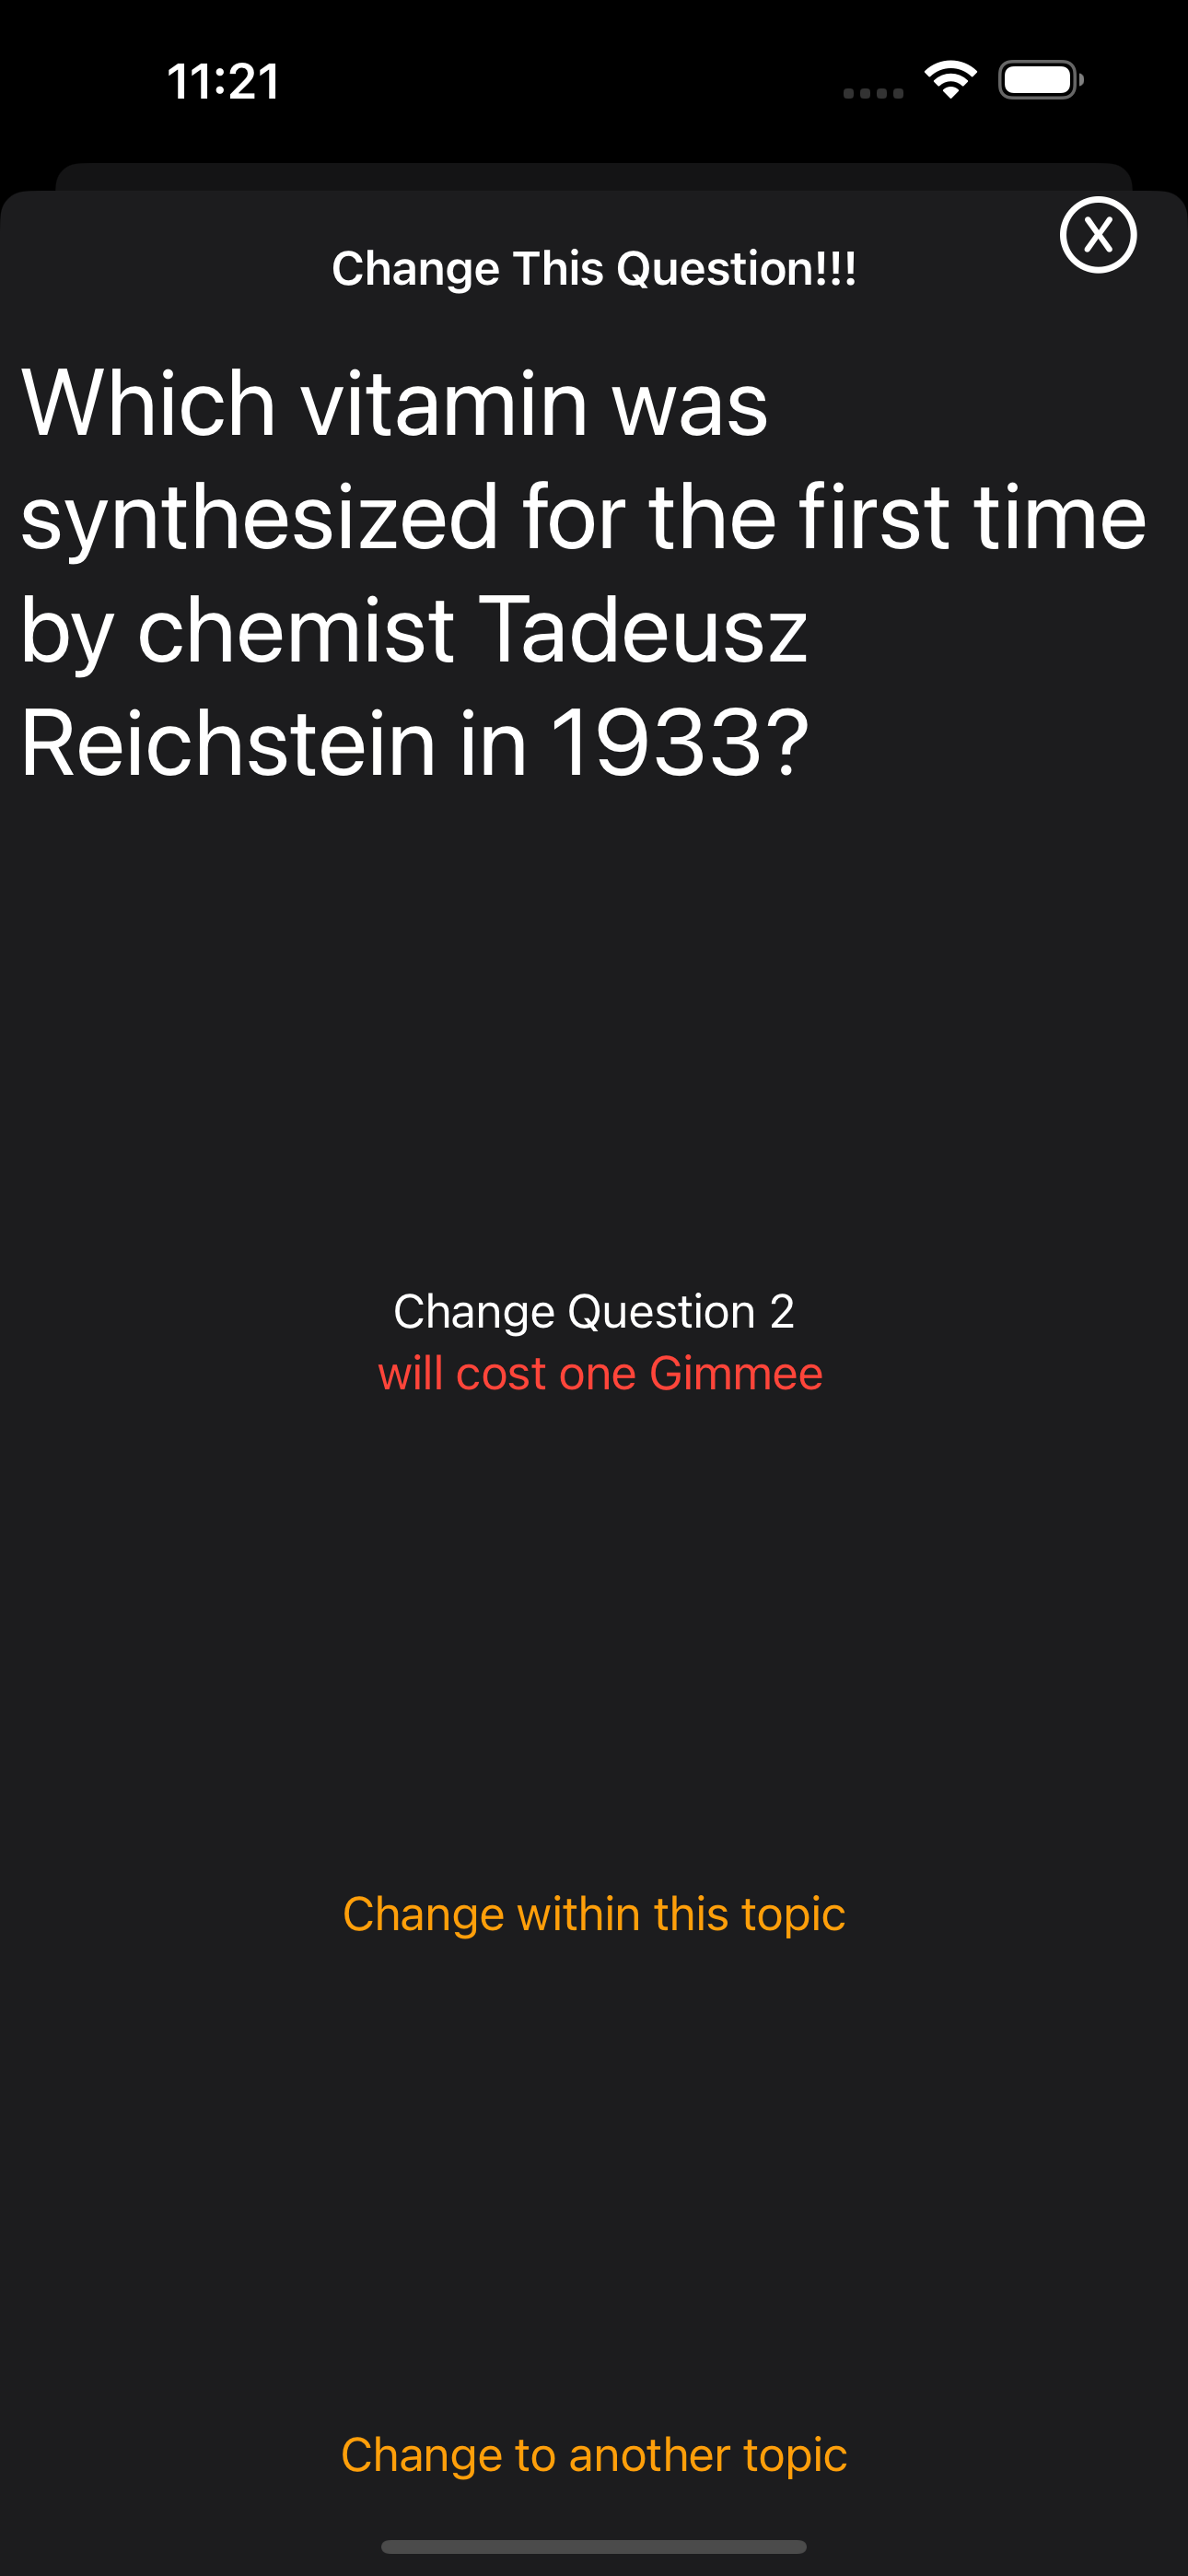 11:21
Change This Question!!!
X
Which vitamin was
synthesized for the first time
by chemist Tadeusz
Reichstein in 1933?
Change Question 2
will cost one Gimmee
Change within this topic
Change to another topic